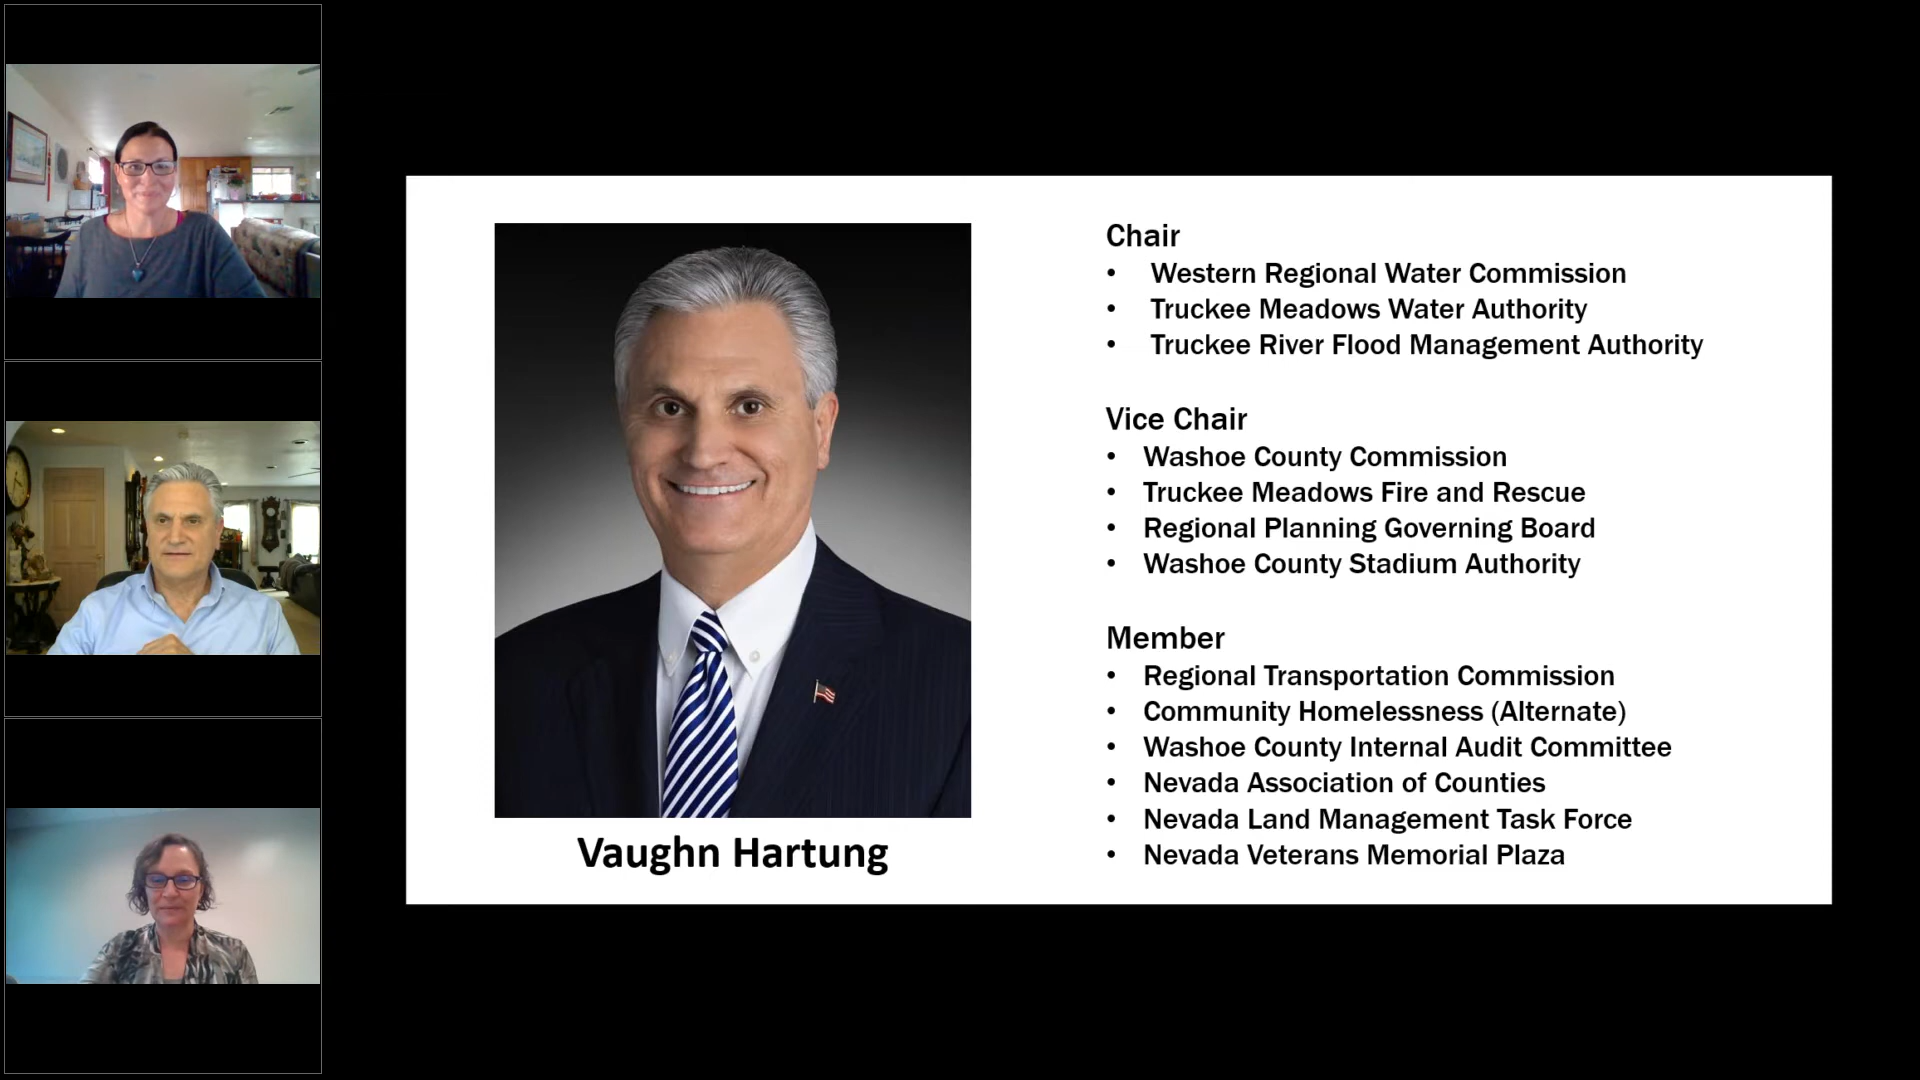 Chair
• Western Regional Water Commission
• Truckee Meadows Water Authority
• Truckee River Flood Management Authority
Vice Chair
• Washoe County Commission
• Truckee Meadows Fire and Rescue
• Regional Planning Governing Board
• Washoe County Stadium Authority
Member
• Regional Transportation Commission
• Community Homelessness (Alternate)
• Washoe County Internal Audit Committee
• Nevada Association of Counties
• Nevada Land Management Task Force
• Nevada Veterans Memorial Plaza
Vaughn Hartung